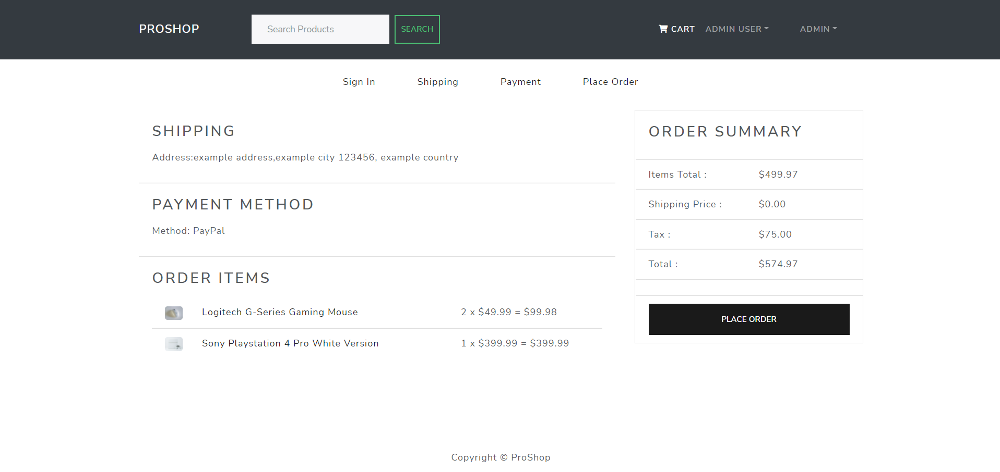 PROSHOP
Search Products
SEARCH
CART
ADMIN USER
ADMIN
Sign In
Shipping
Payment
Place Order
SHIPPING
Address:example address,example city 123456, example country
PAYMENT METHOD
Method: PayPal
ORDER ITEMS
Logitech G-Series Gaming Mouse 2 x $49.99 = $99.98
Sony Playstation 4 Pro White Version 1 x $399.99 = $399.99
ORDER SUMMARY
Items Total : $499.97
Shipping Price : $0.00
Tax : $75.00
Total : $574.97
PLACE ORDER
Copyright © ProShop